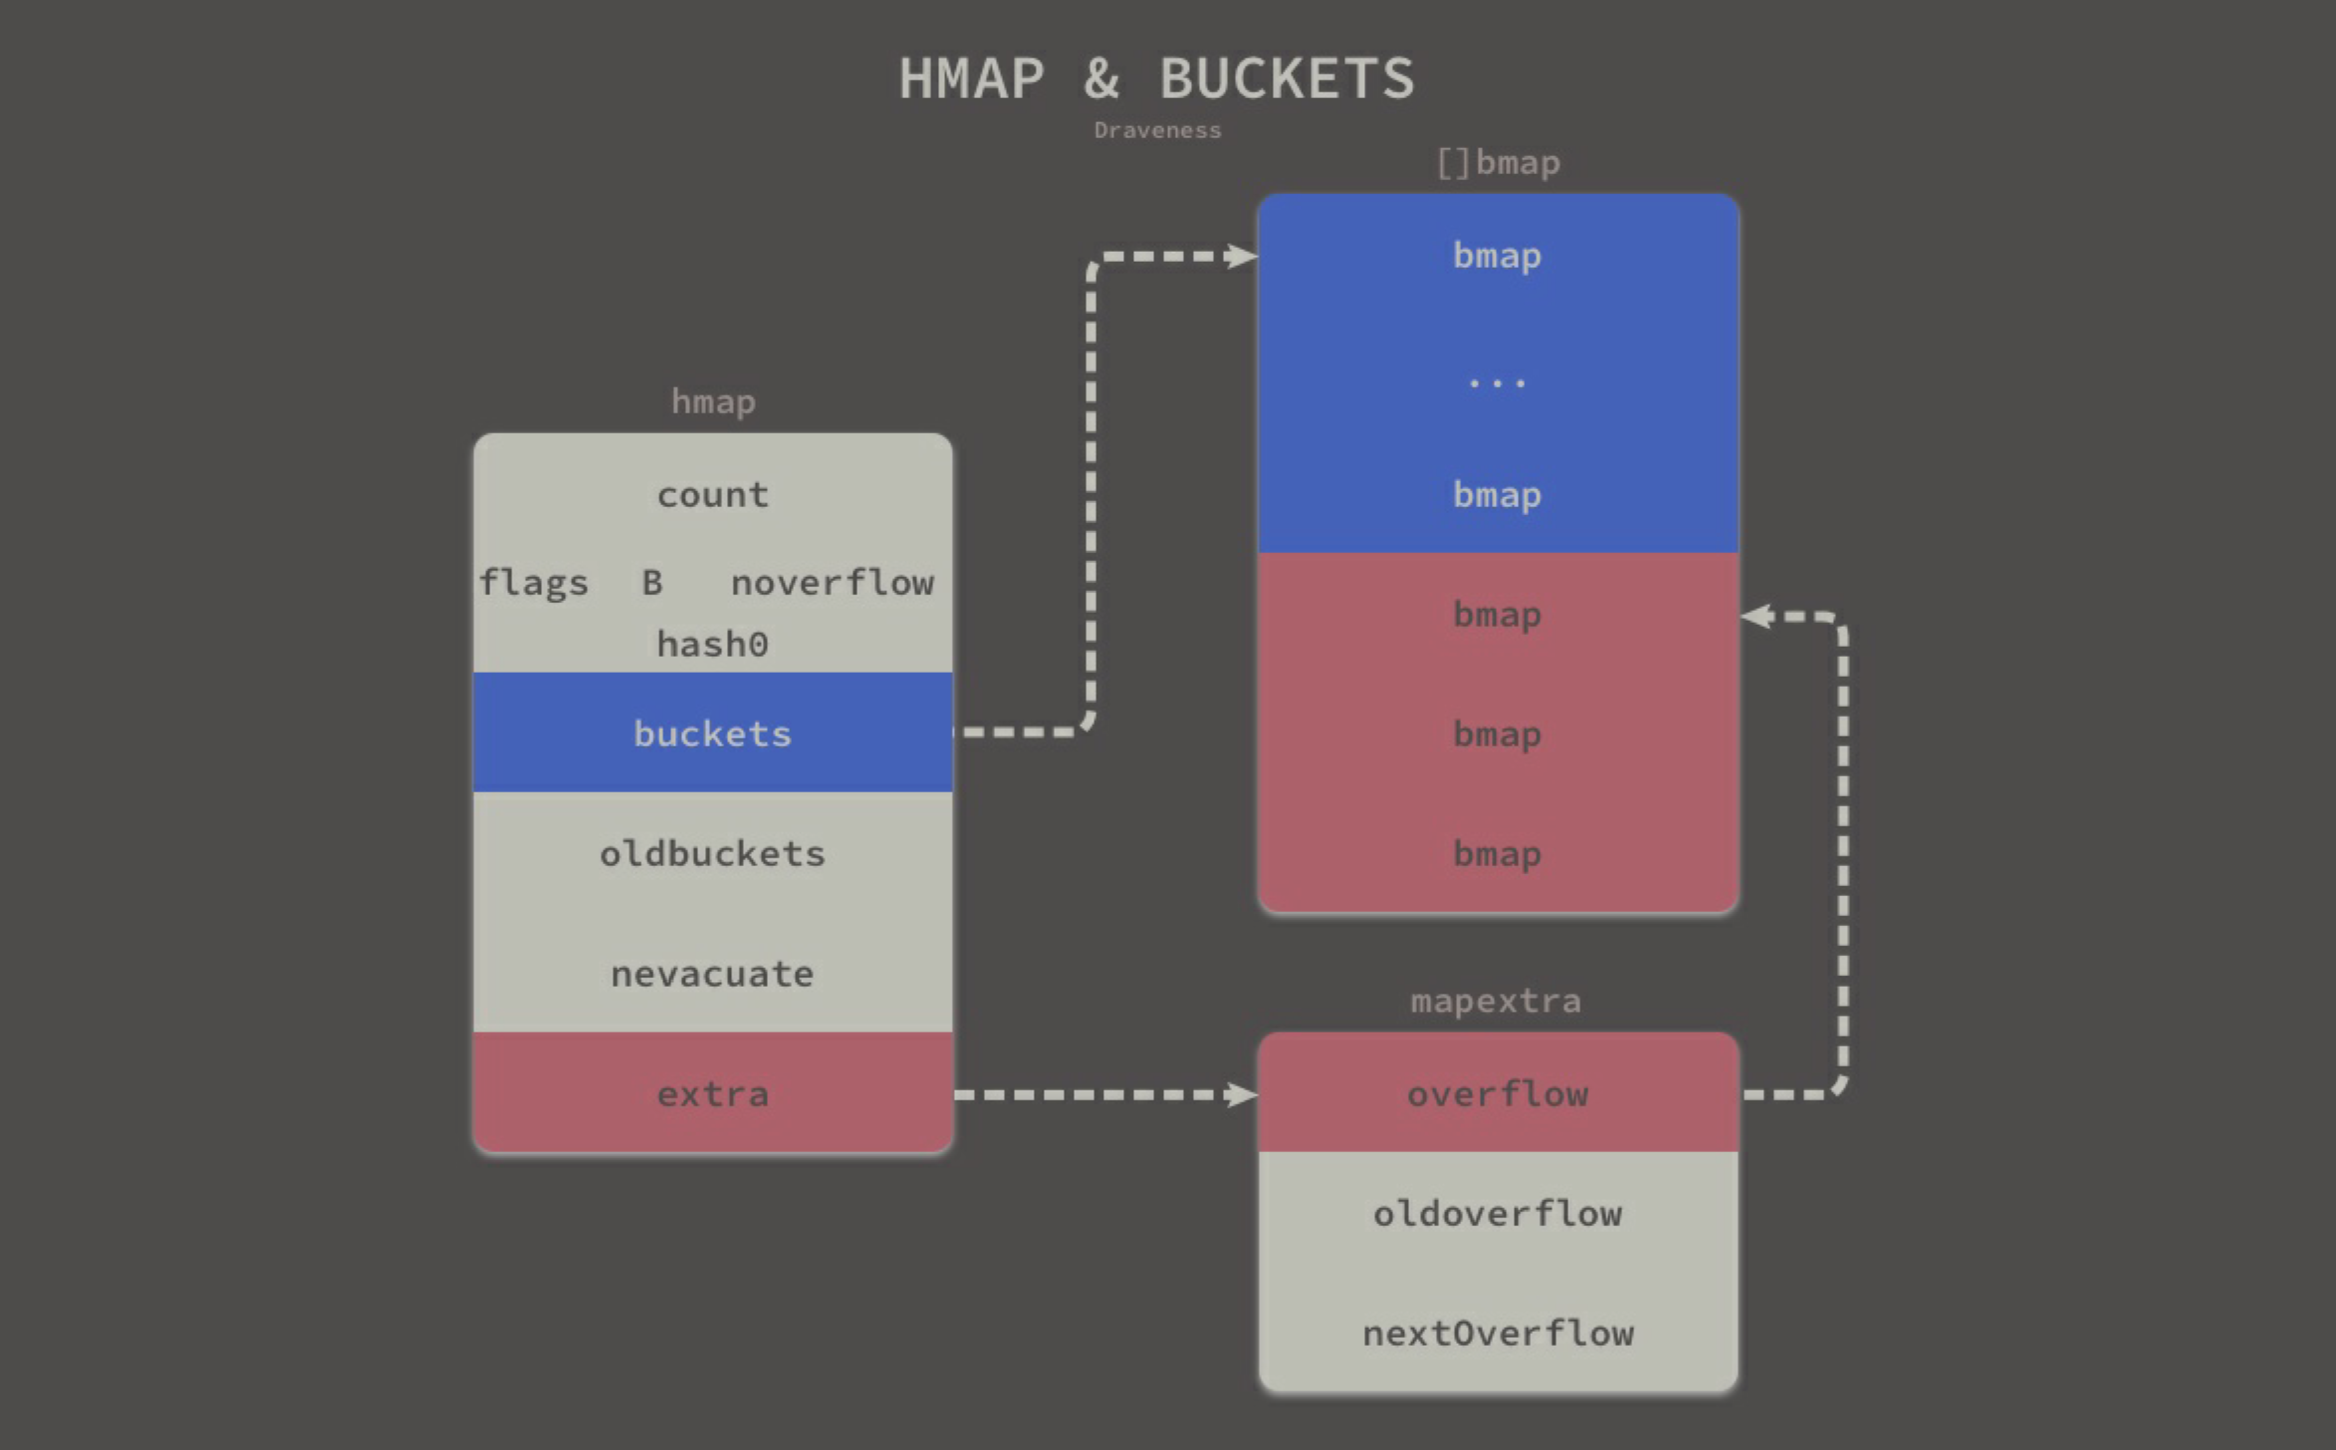 HMAP & BUCKETS
Draveness
[]bmap
bmap
...
bmap
bmap
bmap
bmap
hmap
count
flags B noverflow
hash0
buckets
oldbuckets
nevacuate
extra
mapextra
overflow
oldoverflow
nextOverflow